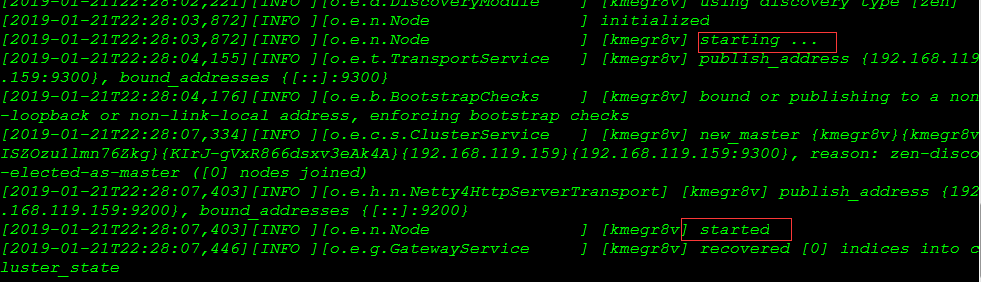 [2019-01-21T22:28:02,221][INFO ][o.e.d.DiscoveryModule    ] [kmegr8v] using discovery type [zen]
[2019-01-21T22:28:03,872][INFO ][o.e.n.Node               ] initialized
[2019-01-21T22:28:03,872][INFO ][o.e.n.Node               ] [kmegr8v] starting ...
[2019-01-21T22:28:04,155][INFO ][o.e.t.TransportService   ] [kmegr8v] publish_address {192.168.119
.159:9300}, bound_addresses {[::]:9300}
[2019-01-21T22:28:04,176][INFO ][o.e.b.BootstrapChecks    ] [kmegr8v] bound or publishing to a non
-loopback or non-link-local address, enforcing bootstrap checks
[2019-01-21T22:28:07,334][INFO ][o.e.c.s.ClusterService   ] [kmegr8v] new_master {kmegr8v}{kmegr8v
ISZOzu1lmn76Zkg}{KIrJ-gVxR866dsxv3eAk4A}{192.168.119.159}{192.168.119.159:9300}, reason: zen-disco
-elected-as-master ([0] nodes joined)
[2019-01-21T22:28:07,403][INFO ][o.e.h.n.Netty4HttpServerTransport] [kmegr8v] publish_address {192
.168.119.159:9200}, bound_addresses {[::]:9200}
[2019-01-21T22:28:07,403][INFO ][o.e.n.Node               ] [kmegr8v] started
[2019-01-21T22:28:07,446][INFO ][o.e.g.GatewayService     ] [kmegr8v] recovered [0] indices into c
luster_state